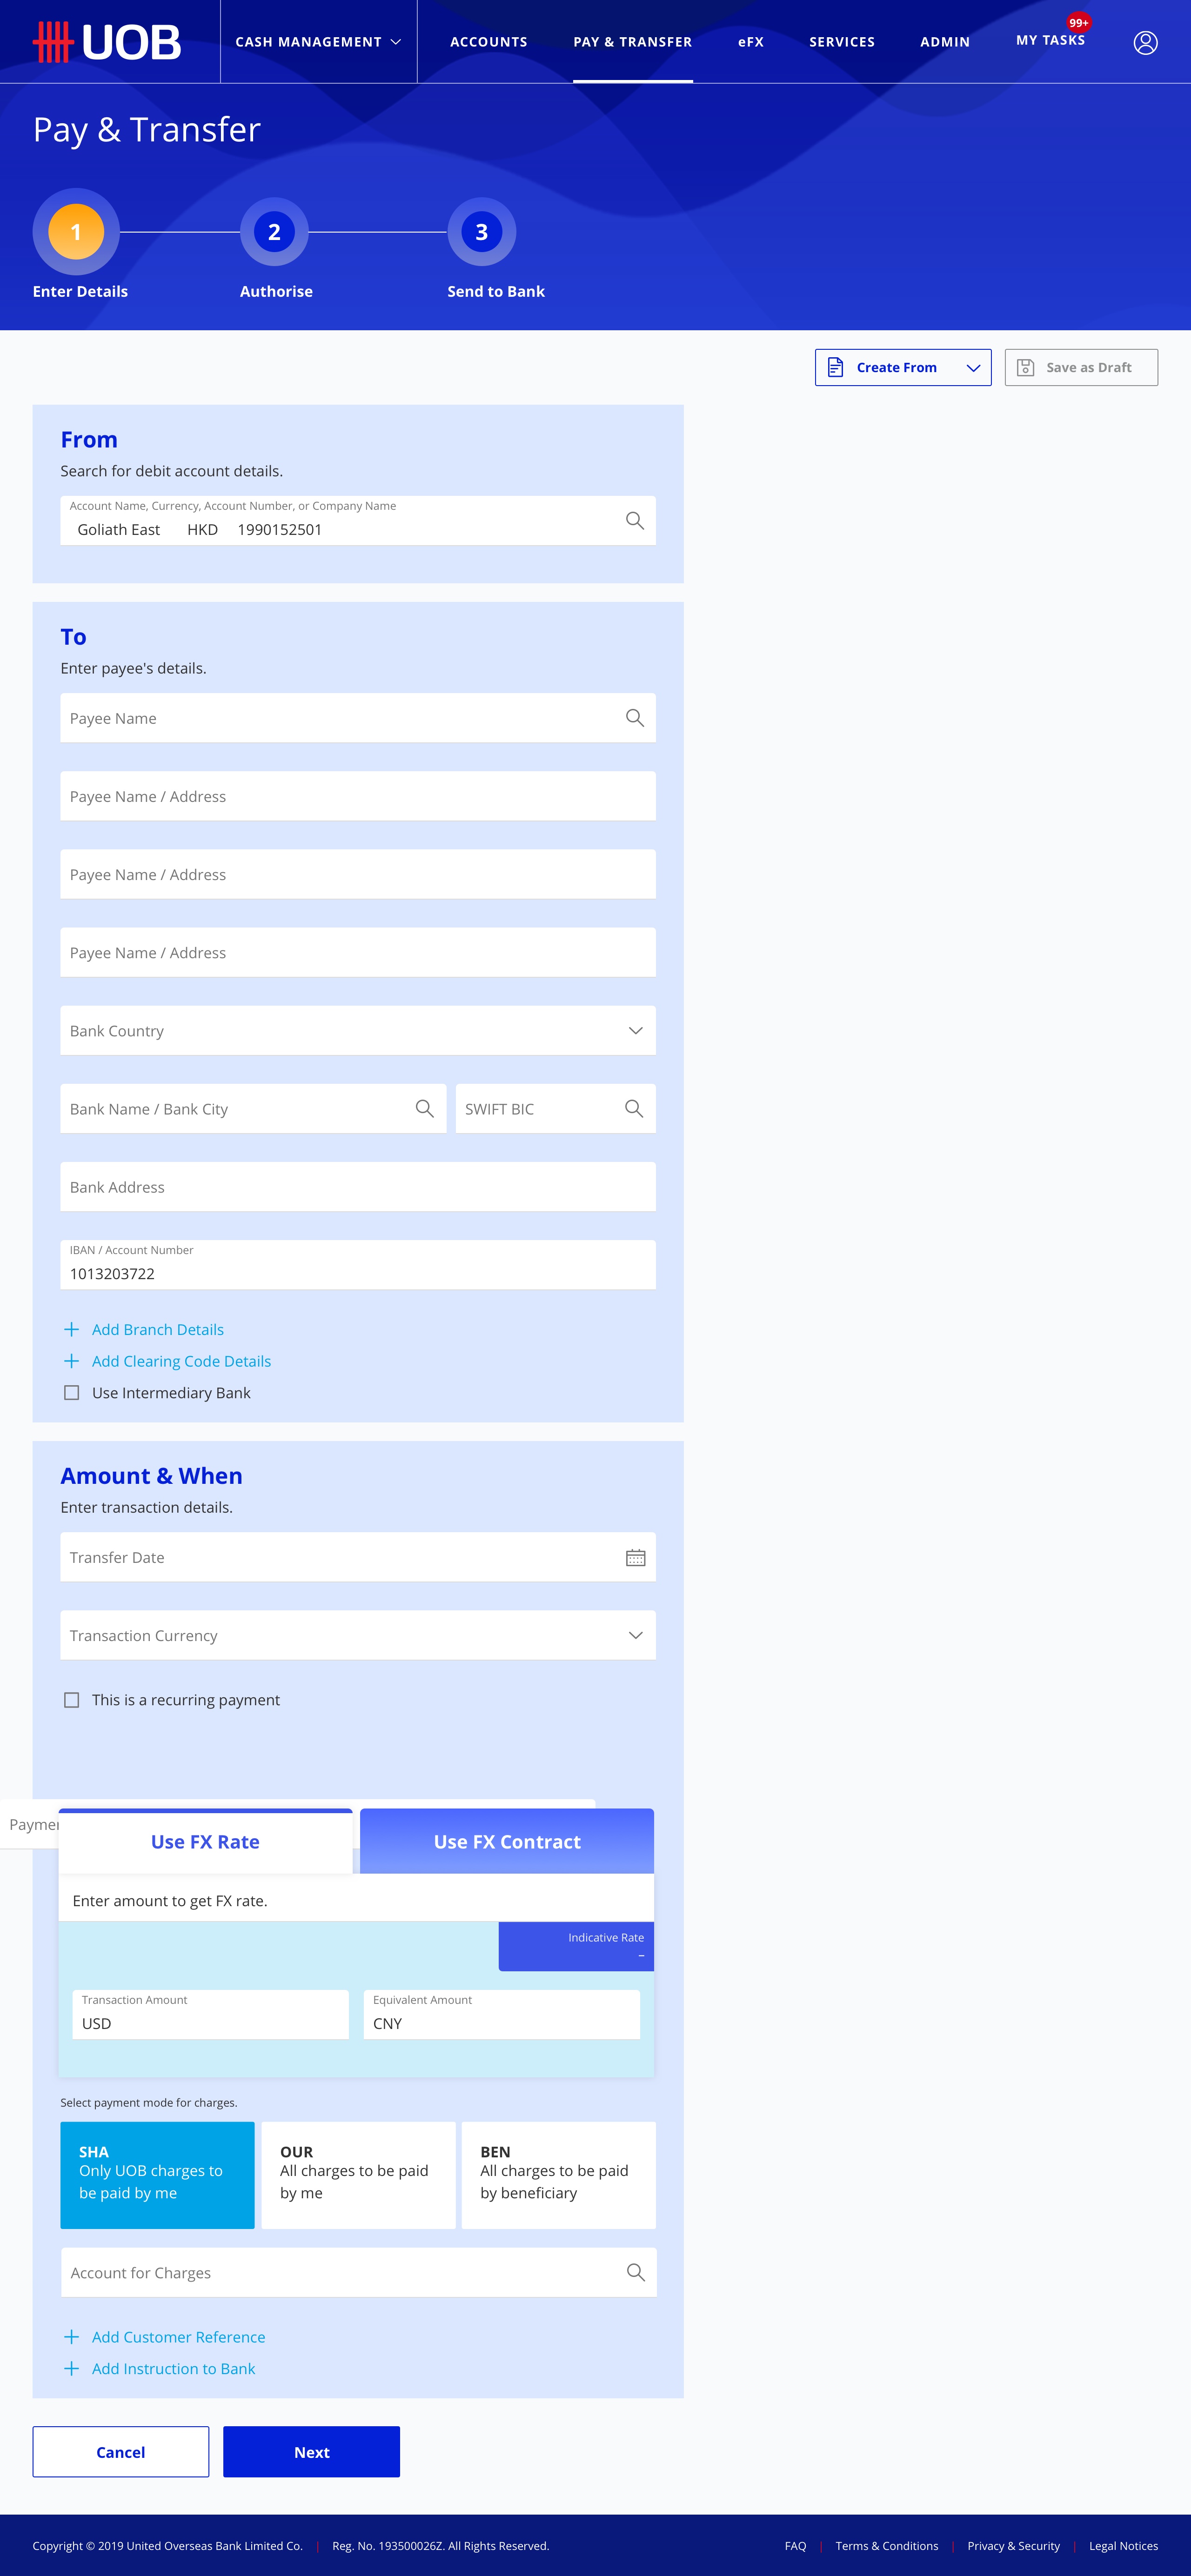 UOB
CASH MANAGEMENT
ACCOUNTS
PAY & TRANSFER
eFX
SERVICES
ADMIN
MY TASKS
99+
Pay & Transfer
1
2
3
Enter Details
Authorise
Send to Bank
Create From
Save as Draft
From
Search for debit account details.
Account Name, Currency, Account Number, or Company Name
Goliath East HKD 1990152501
To
Enter payee's details.
Payee Name
Payee Name / Address
Payee Name / Address
Payee Name / Address
Bank Country
Bank Name / Bank City
SWIFT BIC
Bank Address
IBAN / Account Number
1013203722
Add Branch Details
Add Clearing Code Details
Use Intermediary Bank
Amount & When
Enter transaction details.
Transfer Date
Transaction Currency
This is a recurring payment
Use FX Rate
Use FX Contract
Enter amount to get FX rate.
Indicative Rate
–
Transaction Amount
USD
Equivalent Amount
CNY
Select payment mode for charges.
SHA
Only UOB charges to
be paid by me
OUR
All charges to be paid
by me
BEN
All charges to be paid
by beneficiary
Account for Charges
Add Customer Reference
Add Instruction to Bank
Cancel
Next
Copyright © 2019 United Overseas Bank Limited Co. | Reg. No. 193500026Z. All Rights Reserved.
FAQ | Terms & Conditions | Privacy & Security | Legal Notices